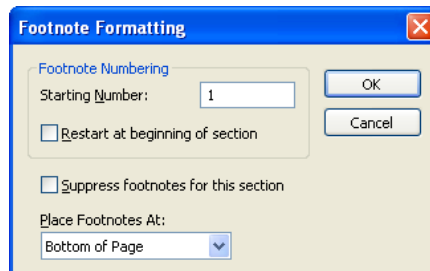 Footnote Formatting
Footnote Numbering
Starting Number: 1
OK
Restart at beginning of section
Cancel
Suppress footnotes for this section
Place Footnotes At:
Bottom of Page